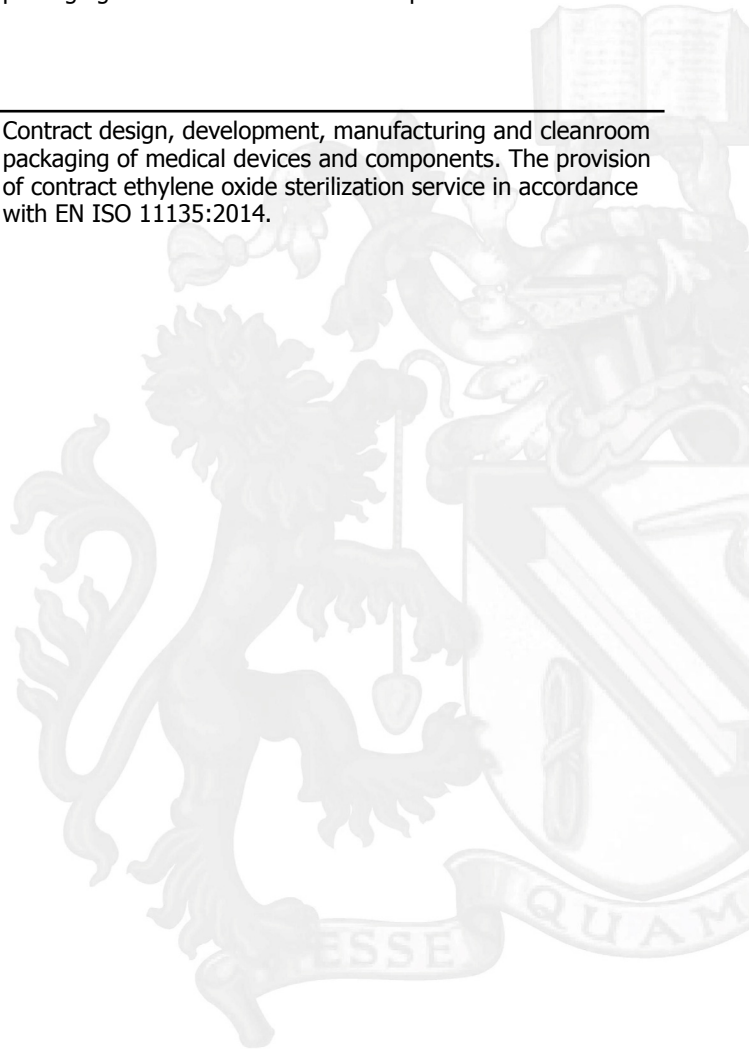 Contract design, development, manufacturing and cleanroom
packaging of medical devices and components. The provision
of contract ethylene oxide sterilization service in accordance
with EN ISO 11135:2014.
ESSE QUAM